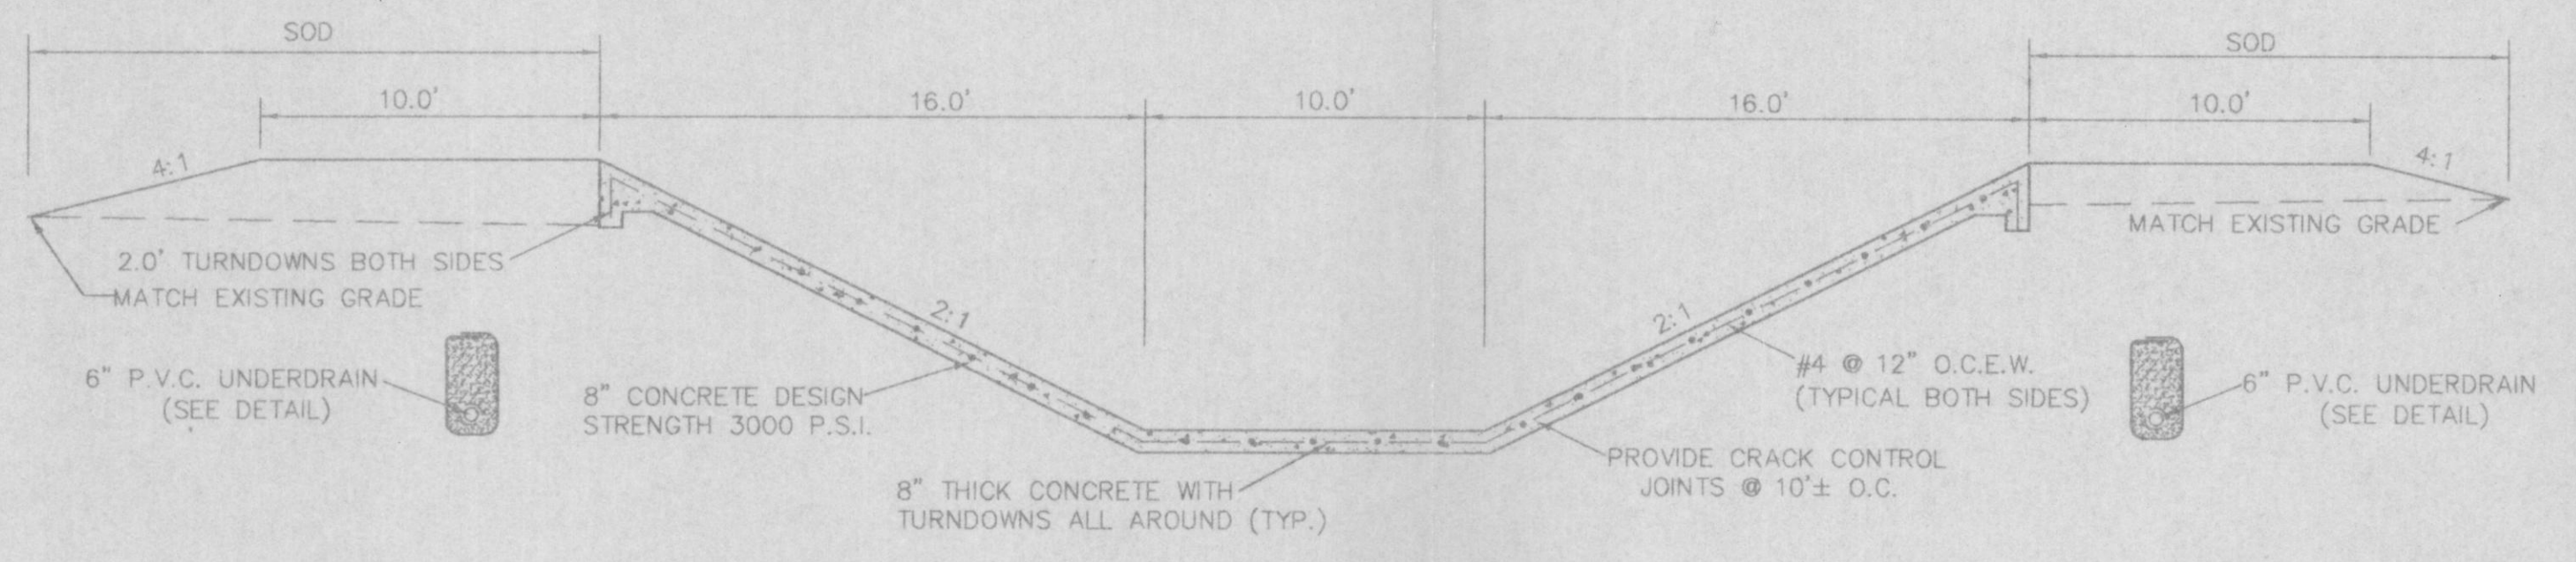 SOD
SOD
10.0'
16.0'
10.0'
16.0'
10.0'
4:1
4:1
2.0' TURNDOWNS BOTH SIDES
MATCH EXISTING GRADE
MATCH EXISTING GRADE
2:1
2:1
6" P.V.C. UNDERDRAIN
(SEE DETAIL)
8" CONCRETE DESIGN
STRENGTH 3000 P.S.I.
#4 @ 12" O.C.E.W.
(TYPICAL BOTH SIDES)
6" P.V.C. UNDERDRAIN
(SEE DETAIL)
PROVIDE CRACK CONTROL
JOINTS @ 10'± O.C.
8" THICK CONCRETE WITH
TURNDOWNS ALL AROUND (TYP.)